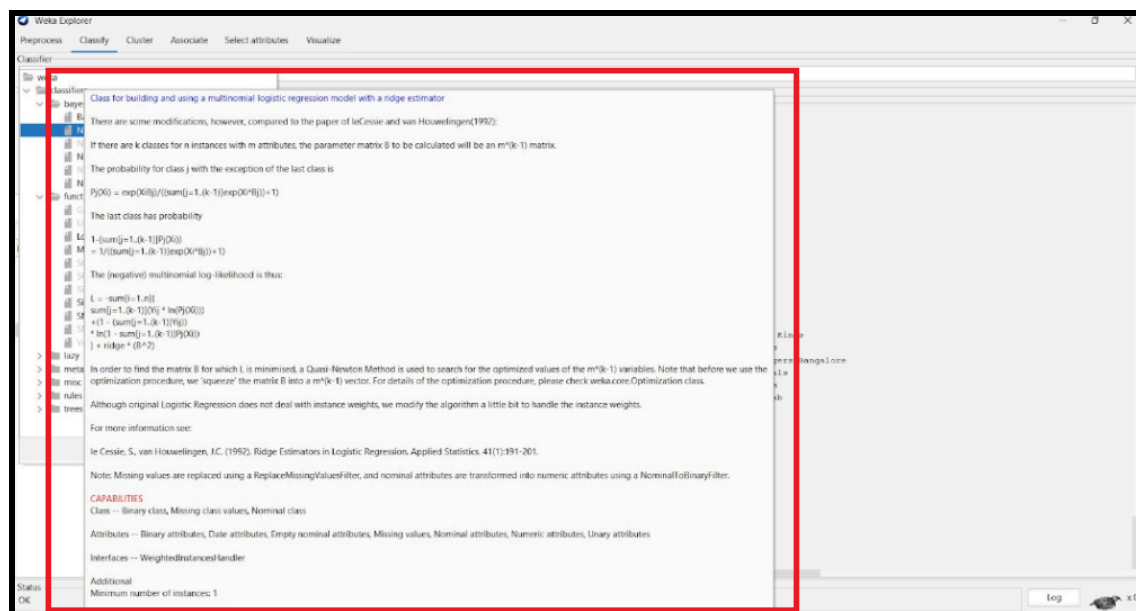 Weka Explorer
Preprocess Classify Cluster Associate Select attributes Visualize
Classifier
classifiers
Class for building and using a multinomial logistic regression model with a ridge estimator
There are some modifications, however, compared to the paper of leCessie and van Houwelingen(1992):
If there are k classes for n instances with m attributes, the parameter matrix B to be calculated will be an m*(k-1) matrix.
The probability for class j with the exception of the last class is
Pj(Xi) = exp(XiBj)/((sum[j=1..(k-1)]exp(Xi*Bj))+1)
The last class has probability
1-(sum[j=1..(k-1)]Pj(Xi))
= 1/((sum[j=1..(k-1)]exp(Xi*Bj))+1)
The (negative) multinomial log-likelihood is thus:
L = -sum[i=1..n]{
sum[j=1..(k-1)](Yij * ln(Pj(Xi)))
+(1 - (sum[j=1..(k-1)]Yij))
* ln(1 - sum[j=1..(k-1)]Pj(Xi))
} + ridge * (B^2)
In order to find the matrix B for which L is minimised, a Quasi-Newton Method is used to search for the optimized values of the m*(k-1) variables. Note that before we use the
optimization procedure, we 'squeeze' the matrix B into a m*(k-1) vector. For details of the optimization procedure, please check weka.core.Optimization class.
Although original Logistic Regression does not deal with instance weights, we modify the algorithm a little bit to handle the instance weights.
For more information see:
le Cessie, S., van Houwelingen, J.C. (1992). Ridge Estimators in Logistic Regression. Applied Statistics. 41(1):191-201.
Note: Missing values are replaced using a ReplaceMissingValuesFilter, and nominal attributes are transformed into numeric attributes using a NominalToBinaryFilter.
CAPABILITIES
Class -- Binary class, Missing class values, Nominal class
Attributes -- Binary attributes, Date attributes, Empty nominal attributes, Missing values, Nominal attributes, Numeric attributes, Unary attributes
Interfaces -- WeightedInstancesHandler
Additional
Minimum number of instances: 1
lazy
meta
misc
rules
trees
Bangalore
Status
OK
Log